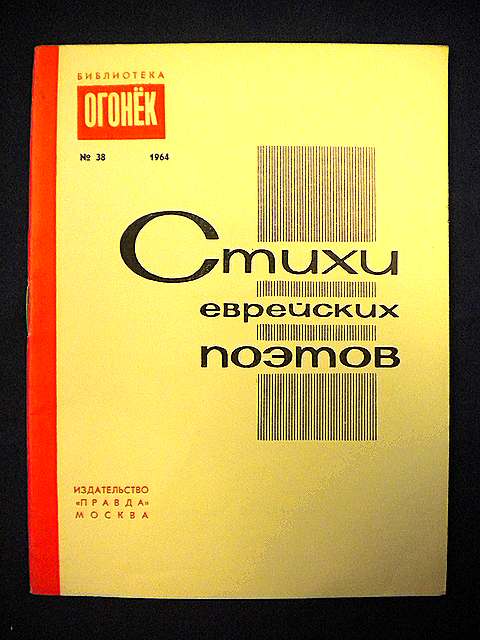 БИБЛИОТЕКА
ОГОНЁК
№ 38 1964
Стихи
еврейских
поэтов
ИЗДАТЕЛЬСТВО
«ПРАВДА»
МОСКВА